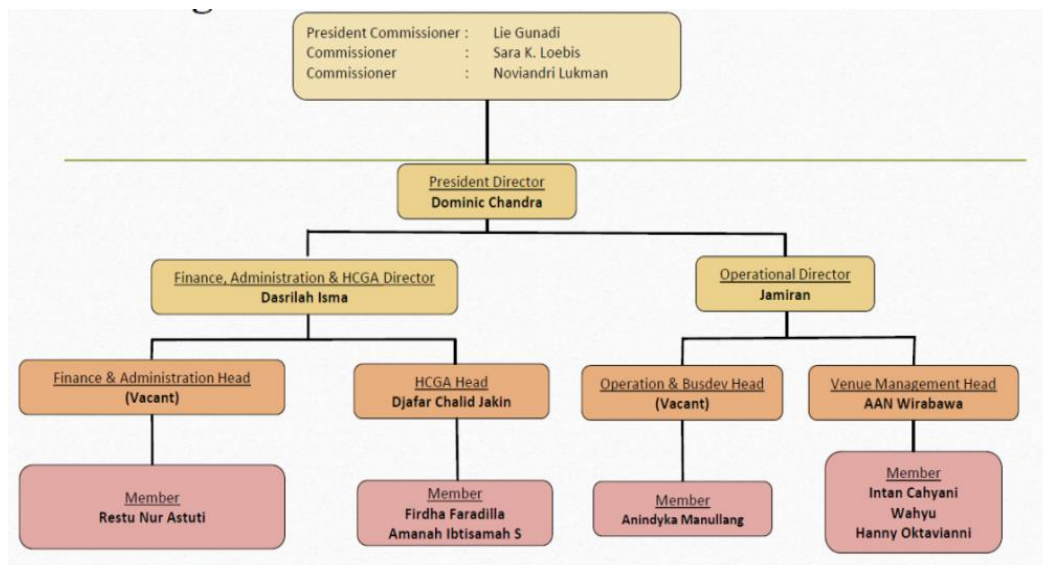 President Commissioner : Lie Gunadi
Commissioner : Sara K. Loebis
Commissioner : Noviandri Lukman
President Director
Dominic Chandra
Finance, Administration & HCGA Director
Dasrilah Isma
Operational Director
Jamiran
Finance & Administration Head
(Vacant)
HCGA Head
Djafar Chalid Jakin
Operation & Busdev Head
(Vacant)
Venue Management Head
AAN Wirabawa
Member
Restu Nur Astuti
Member
Firdha Faradilla
Amanah Ibtisamah S
Member
Anindyka Manullang
Member
Intan Cahyani
Wahyu
Hanny Oktavianni